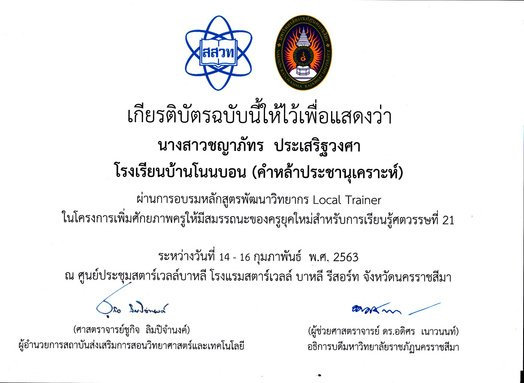 สสวท
เกียรติบัตรฉบับนี้ให้ไว้เพื่อแสดงว่า
นางสาวชญาภัทร ประเสริฐวงศา
โรงเรียนบ้านโนนบอน (คำหล้าประชานุเคราะห์)
ผ่านการอบรมหลักสูตรพัฒนาวิทยากร Local Trainer
ในโครงการเพิ่มศักยภาพครูให้มีสมรรถนะของครูยุคใหม่สำหรับการเรียนรู้ศตวรรษที่ 21
ระหว่างวันที่ 14 - 16 กุมภาพันธ์ พ.ศ. 2563
ณ ศูนย์ประชุมสตาร์เวลล์บาหลี โรงแรมสตาร์เวลล์ บาหลี รีสอร์ท จังหวัดนครราชสีมา
(ศาสตราจารย์ชูกิจ ลิมปิจำนงค์)
ผู้อำนวยการสถาบันส่งเสริมการสอนวิทยาศาสตร์และเทคโนโลยี
(ผู้ช่วยศาสตราจารย์ ดร.อดิศร เนาวนนท์)
อธิการบดีมหาวิทยาลัยราชภัฏนครราชสีมา